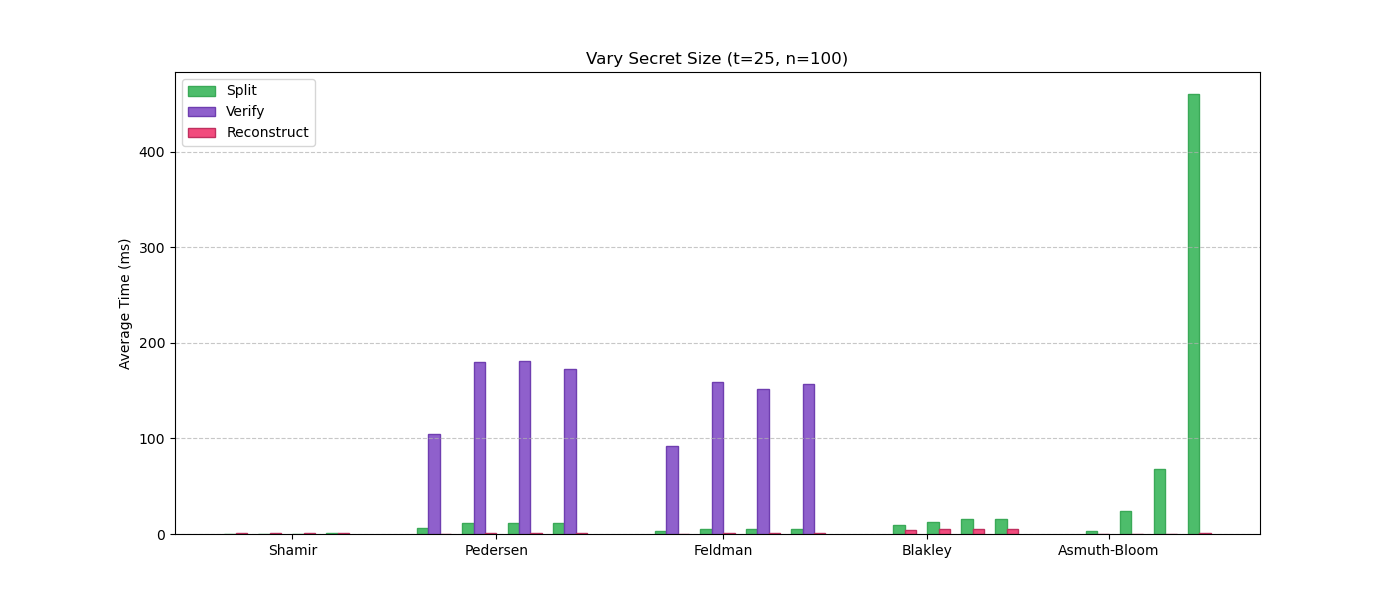 Vary Secret Size (t=25, n=100)
Split
Verify
Reconstruct
Average Time (ms)
400
300
200
100
0
Shamir
Pedersen
Feldman
Blakley
Asmuth-Bloom